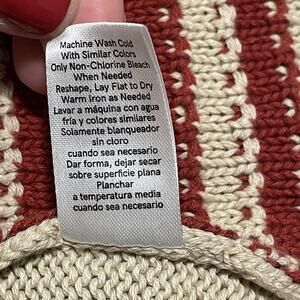 Machine Wash Cold
With Similar Colors
Only Non-Chlorine Bleach
When Needed
Reshape, Lay Flat to Dry
Warm Iron as Needed
Lavar a máquina con agua
fría y colores similares
Solamente blanqueador
sin cloro
cuando sea necesario
Dar forma, dejar secar
sobre superficie plana
Planchar
a temperatura media
cuando sea necesario